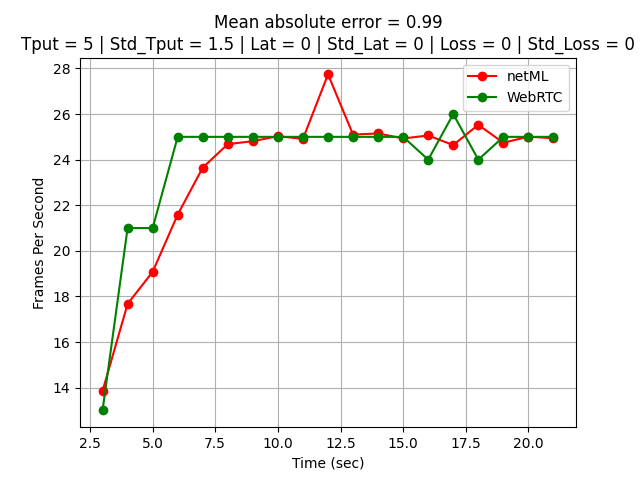 Mean absolute error = 0.99
Tput = 5 | Std_Tput = 1.5 | Lat = 0 | Std_Lat = 0 | Loss = 0 | Std_Loss = 0
netML
WebRTC
Frames Per Second
28
26
24
22
20
18
16
14
2.5 5.0 7.5 10.0 12.5 15.0 17.5 20.0
Time (sec)